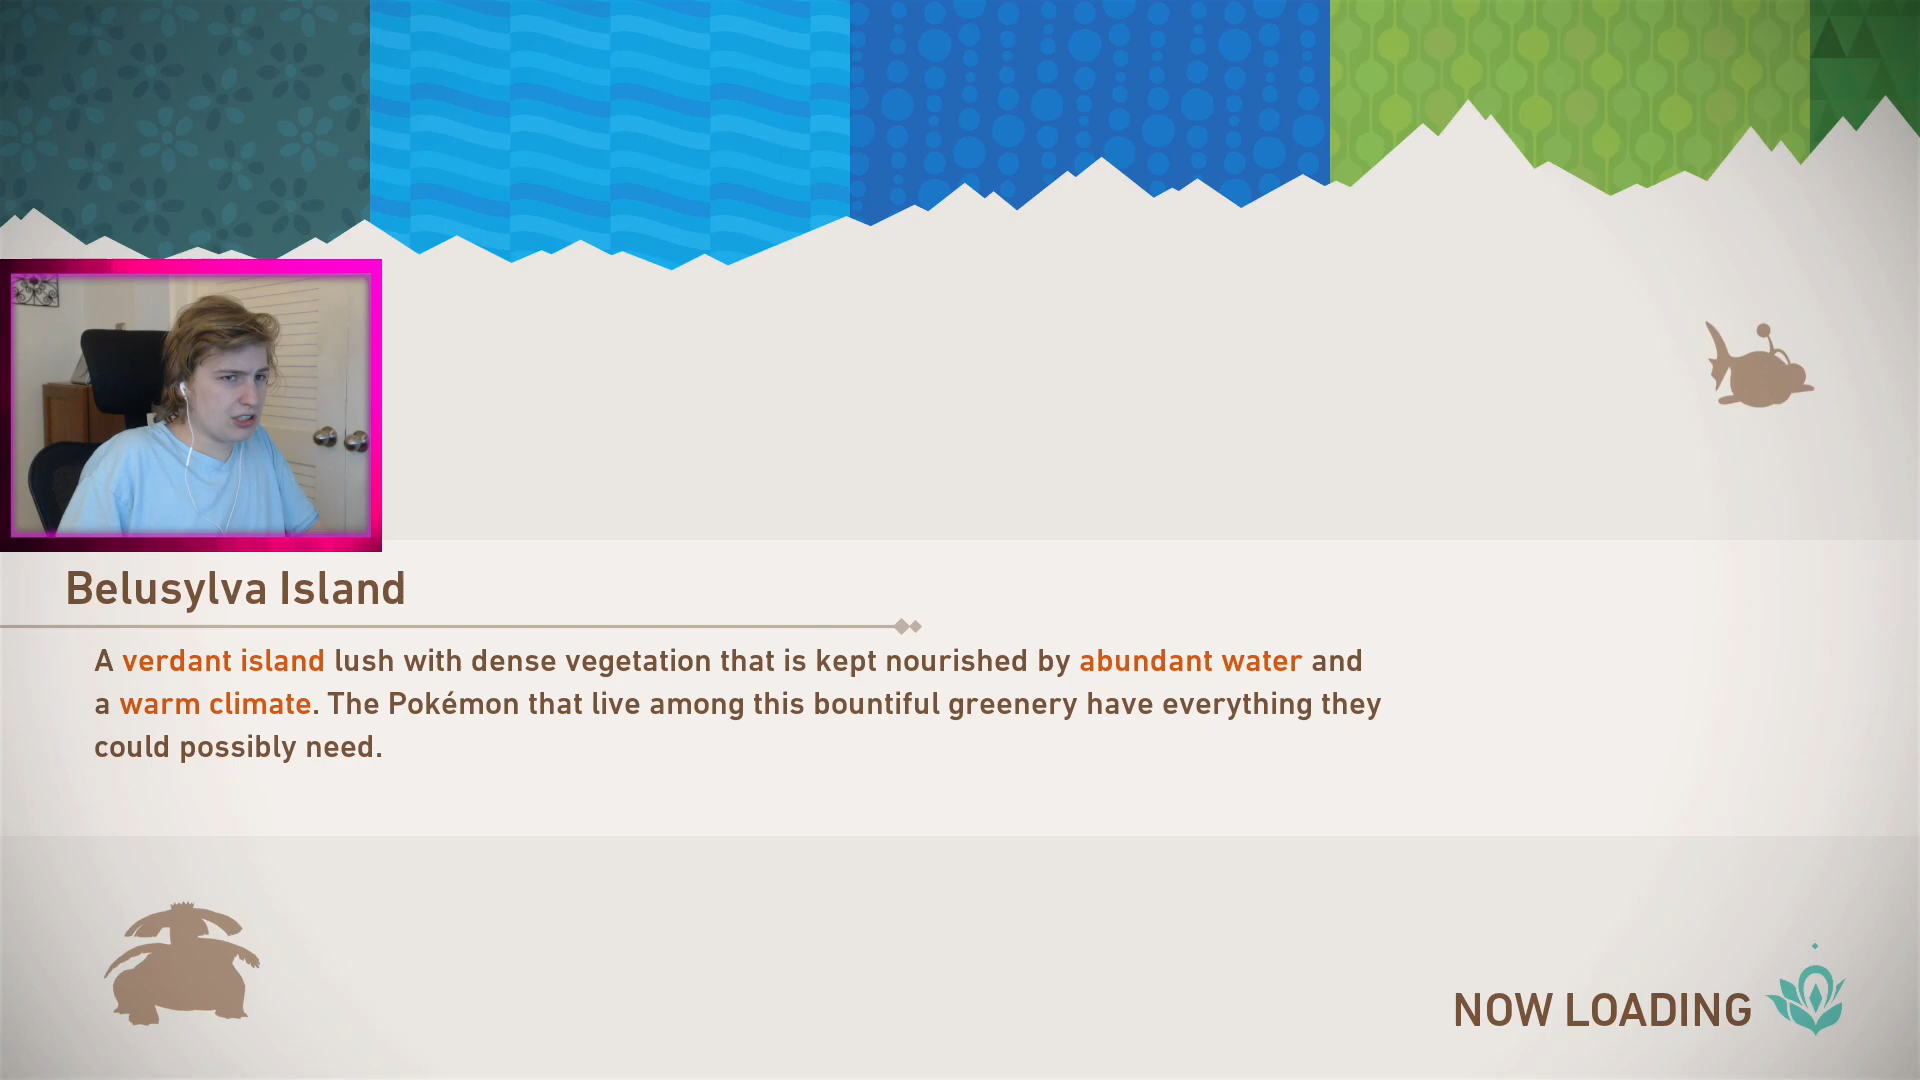 Belusylva Island
A verdant island lush with dense vegetation that is kept nourished by abundant water and
a warm climate. The Pokémon that live among this bountiful greenery have everything they
could possibly need.
NOW LOADING